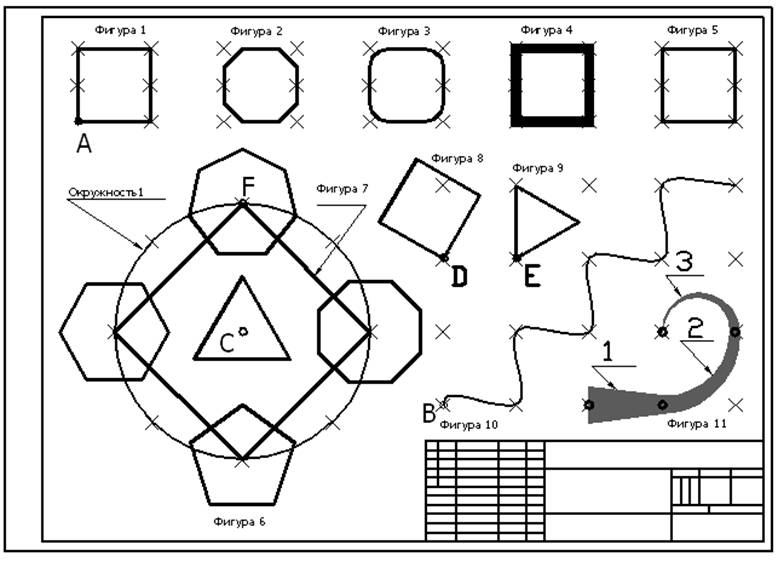 Фигура 1
Фигура 2
Фигура 3
Фигура 4
Фигура 5
A
Окружность1
F
Фигура 7
Фигура 8
Фигура 9
D
E
C
3
2
1
B
Фигура 10
Фигура 11
Фигура 6